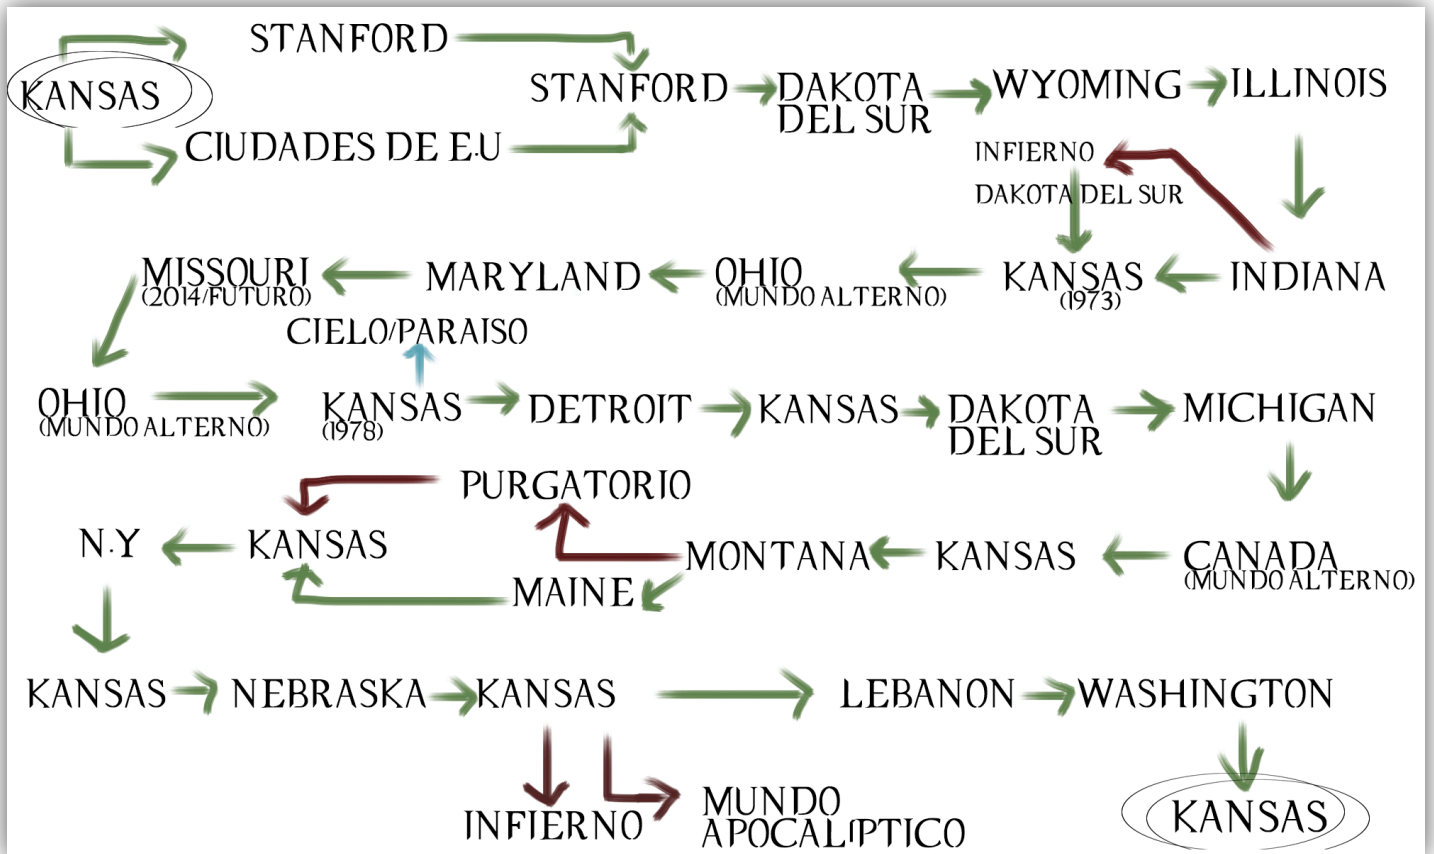 STANFORD
KANSAS
STANFORD
DAKOTA
DEL SUR
WYOMING
ILLINOIS
CIUDADES DE E.U
INFIERNO
DAKOTA DEL SUR
MISSOURI
(2014/FUTURO)
MARYLAND
OHIO
(MUNDO ALTERNO)
KANSAS
(1973)
INDIANA
CIELO/PARAISO
OHIO
(MUNDO ALTERNO)
KANSAS
(1978)
DETROIT
KANSAS
DAKOTA
DEL SUR
MICHIGAN
PURGATORIO
N.Y
KANSAS
MONTANA
KANSAS
CANADA
(MUNDO ALTERNO)
MAINE
KANSAS
NEBRASKA
KANSAS
LEBANON
WASHINGTON
INFIERNO
MUNDO
APOCALIPTICO
KANSAS